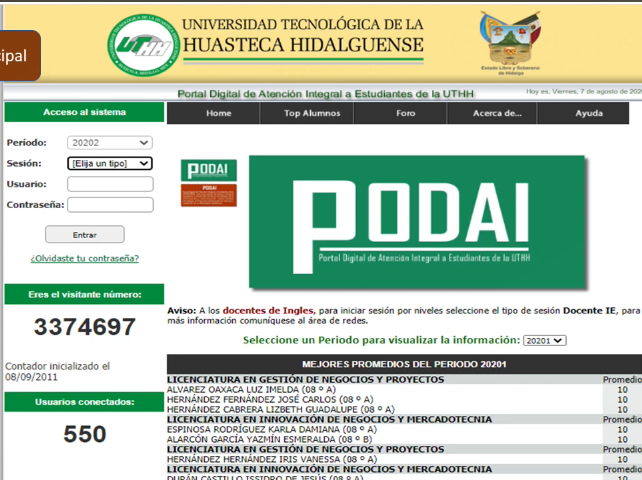 UNIVERSIDAD TECNOLÓGICA DE LA
HUASTECA HIDALGUENSE
UTHH
Estado Libre y Soberano
de Hidalgo
cipal
Portal Digital de Atención Integral a Estudiantes de la UTHH
Hoy es, Viernes, 7 de agosto de 202
Acceso al sistema
Home
Top Alumnos
Foro
Acerca de...
Ayuda
Período:
20202
Sesión:
[Elija un tipo]
Usuario:
Contraseña:
Entrar
¿Olvidaste tu contraseña?
PODAI
PODAI
PODAI
Portal Digital de Atención Integral a Estudiantes de la UTHH
Eres el visitante número:
3374697
Contador inicializado el
08/09/2011
Usuarios conectados:
550
Aviso: A los docentes de Ingles, para iniciar sesión por niveles seleccione el tipo de sesión Docente IE, para
más información comuníquese al área de redes.
Seleccione un Periodo para visualizar la información: 20201
MEJORES PROMEDIOS DEL PERIODO 20201
LICENCIATURA EN GESTIÓN DE NEGOCIOS Y PROYECTOS Promedio
ALVAREZ OAXACA LUZ IMELDA (08 º A) 10
HERNÁNDEZ FERNÁNDEZ JOSÉ CARLOS (08 º A) 10
HERNÁNDEZ CABRERA LIZBETH GUADALUPE (08 º A) 10
LICENCIATURA EN INNOVACIÓN DE NEGOCIOS Y MERCADOTECNIA Promedio
ESPINOSA RODRÍGUEZ KARLA DAMIANA (08 º A) 10
ALARCÓN GARCÍA YAZMÍN ESMERALDA (08 º B) 10
LICENCIATURA EN GESTIÓN DE NEGOCIOS Y PROYECTOS Promedio
HERNÁNDEZ HERNÁNDEZ IRIS VANESSA (08 º A) 10
LICENCIATURA EN INNOVACIÓN DE NEGOCIOS Y MERCADOTECNIA Promedio
DURÁN CASTILLO ISSIDRO DE JESÚS (08 º A) 10